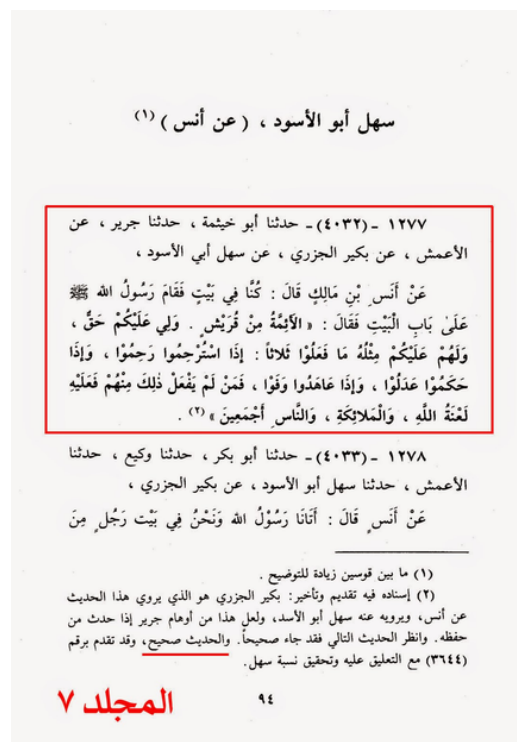 سهل أبو الأسود ، ( عن أنس ) (١)
١٢٧٧ -(٤٠٣٢)- حدثنا أبو خيثمة ، حدثنا جرير ، عن
الأعمش ، عن بكير الجزري ، عن سهل أبي الأسود ،
عَنْ أَنَسِ بْنِ مَالِكٍ قَالَ : كُنَّا فِي بَيْتٍ فَقَامَ رَسُولُ الله ﷺ
عَلَىٰ بَابِ الْبَيْتِ فَقَالَ : « الأَئِمَّةُ مِنْ قُرَيْشٍ . وَلِي عَلَيْكُمْ حَقٌّ ،
وَلَهُمْ عَلَيْكُمْ مِثْلُهُ مَا فَعَلُوْا ثَلاثاً : إِذَا اسْتُرْحِمُوا رَحِمُوْا ، وَإِذَا
حَكَمُوْا عَدَلُوْا ، وَإِذَا عَاهَدُوا وَفَوْا ، فَمَنْ لَمْ يَفْعَلْ ذٰلِكَ مِنْهُمْ فَعَلَيْهِ
لَعْنَةُ اللَّهِ ، وَالْمَلائِكَةِ ، وَالنَّاسِ أَجْمَعِينَ » (٢) .
١٢٧٨ -(٤٠٣٣)- حدثنا أبو بكر ، حدثنا وكيع ، حدثنا
الأعمش ، حدثنا سهل أبو الأسود ، عن بكير الجزري ،
عَنْ أَنَسٍ قَالَ : أَتَانَا رَسُوْلُ الله وَنَحْنُ فِي بَيْت رَجُلٍ مِنَ
(١) ما بين قوسين زيادة للتوضيح .
(٢) إسناده فيه تقديم وتأخير: بكير الجزري هو الذي يروي هذا الحديث
عن أنس، ويرويه عنه سهل أبو الأسد، ولعل هذا من أوهام جرير إذا حدث من
حفظه. وانظر الحديث التالي فقد جاء صحيحاً. والحديث صحيح، وقد تقدم برقم
(٣٦٤٤) مع التعليق عليه وتحقيق نسبة سهل.
٩٤
المجلد ٧